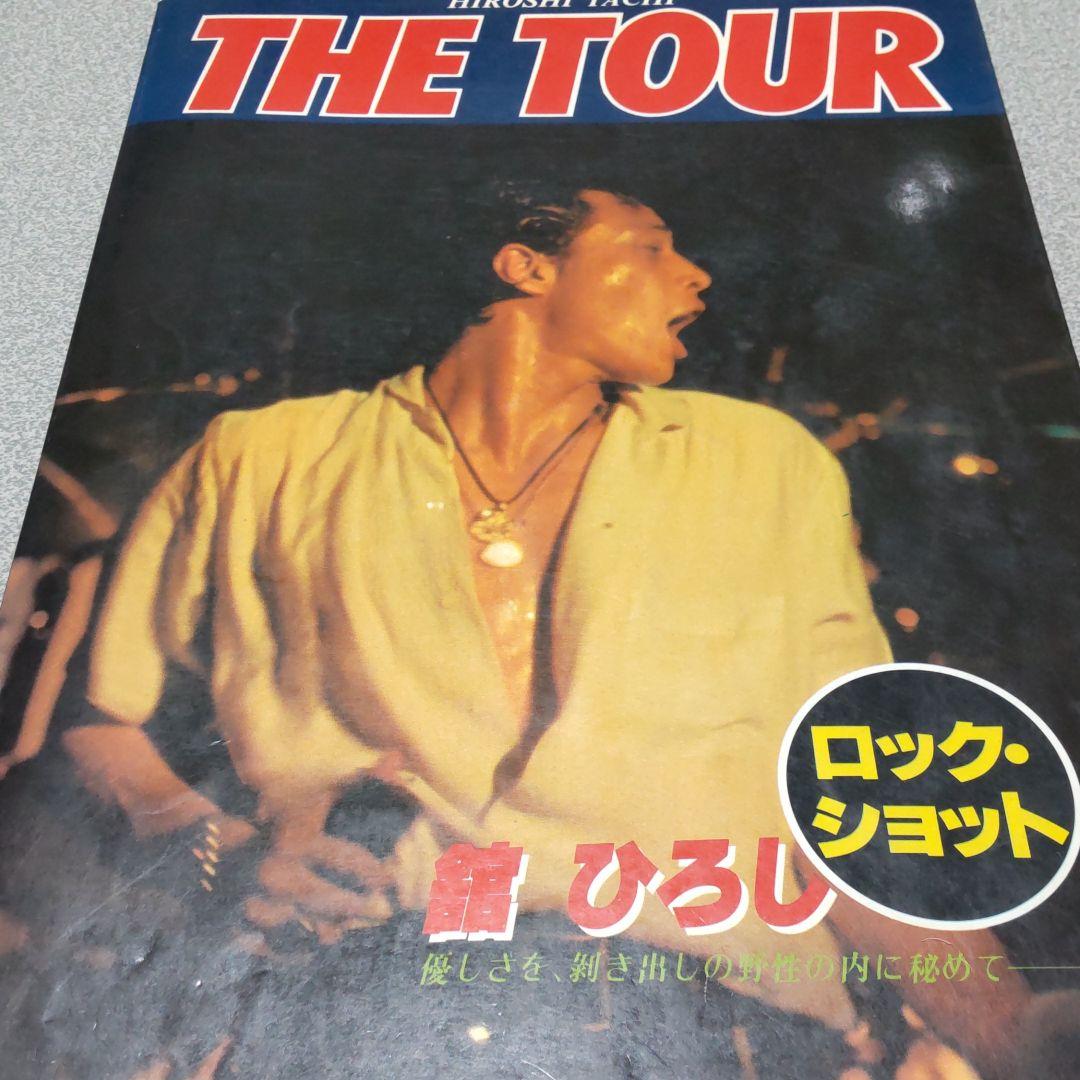 HIROSHI TACHI
THE TOUR
ロック・
ショット
舘 ひろし
優しさを、剝き出しの野性の内に秘めて—